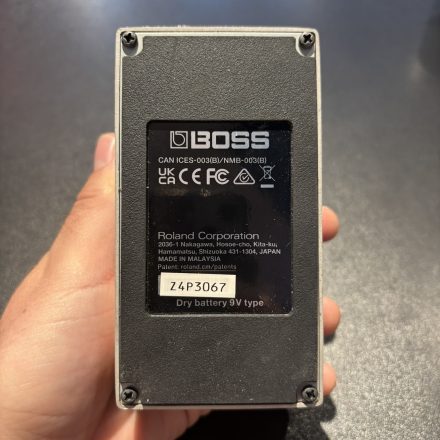 BOSS
CAN ICES-003(B)/NMB-003(B)
UK CA CE FC
Roland Corporation
2036-1 Nakagawa, Hosoe-cho, Kita-ku,
Hamamatsu, Shizuoka 431-1304, JAPAN
MADE IN MALAYSIA
Patent: roland.cm/patents
Z4P3067
Dry battery 9V type